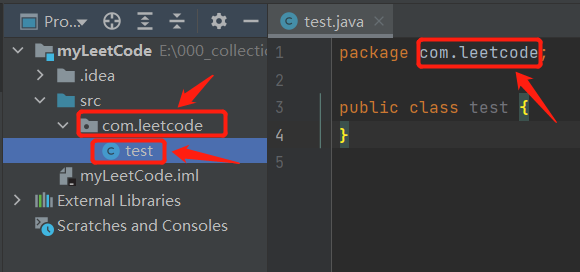 Pro...
test.java
myLeetCode E:\000_collectio
.idea
src
com.leetcode
test
myLeetCode.iml
External Libraries
Scratches and Consoles
1 package com.leetcode;
2
3 public class test {
4 }
5